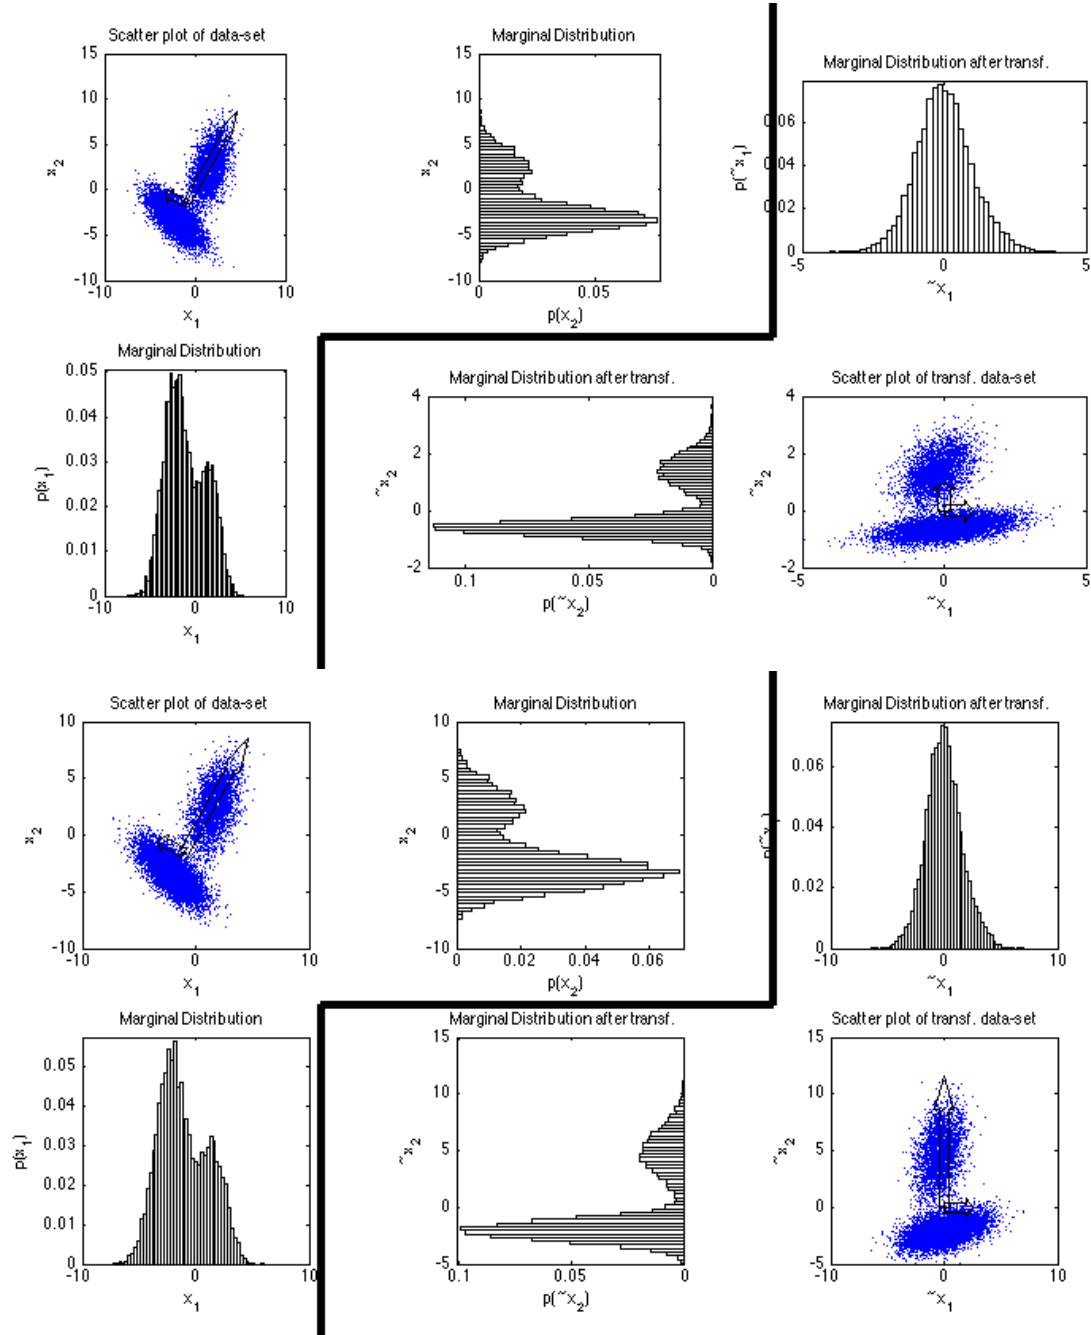 Scatter plot of data-set
15
10
5
0
-5
-10
x2
-10 0 10
x1
Marginal Distribution
15
10
5
0
-5
-10
x2
0 0.05
p(x2)
Marginal Distribution after transf.
0.06
0.04
0.02
0
p(~x1)
-5 0 5
~x1
Marginal Distribution
0.05
0.04
0.03
0.02
0.01
0
p(x1)
-10 0 10
x1
Marginal Distribution after transf.
4
2
0
-2
~x2
0.1 0.05 0
p(~x2)
Scatter plot of transf. data-set
4
2
0
-2
~x2
-5 0 5
~x1
Scatter plot of data-set
10
5
0
-5
-10
x2
-10 0 10
x1
Marginal Distribution
10
5
0
-5
-10
x2
0 0.02 0.04 0.06
p(x2)
Marginal Distribution after transf.
0.06
0.04
0.02
0
-10 0 10
~x1
Marginal Distribution
0.05
0.04
0.03
0.02
0.01
0
p(x1)
-10 0 10
x1
Marginal Distribution after transf.
15
10
5
0
-5
~x2
0.1 0.05 0
p(~x2)
Scatter plot of transf. data-set
15
10
5
0
-5
~x2
-10 0 10
~x1